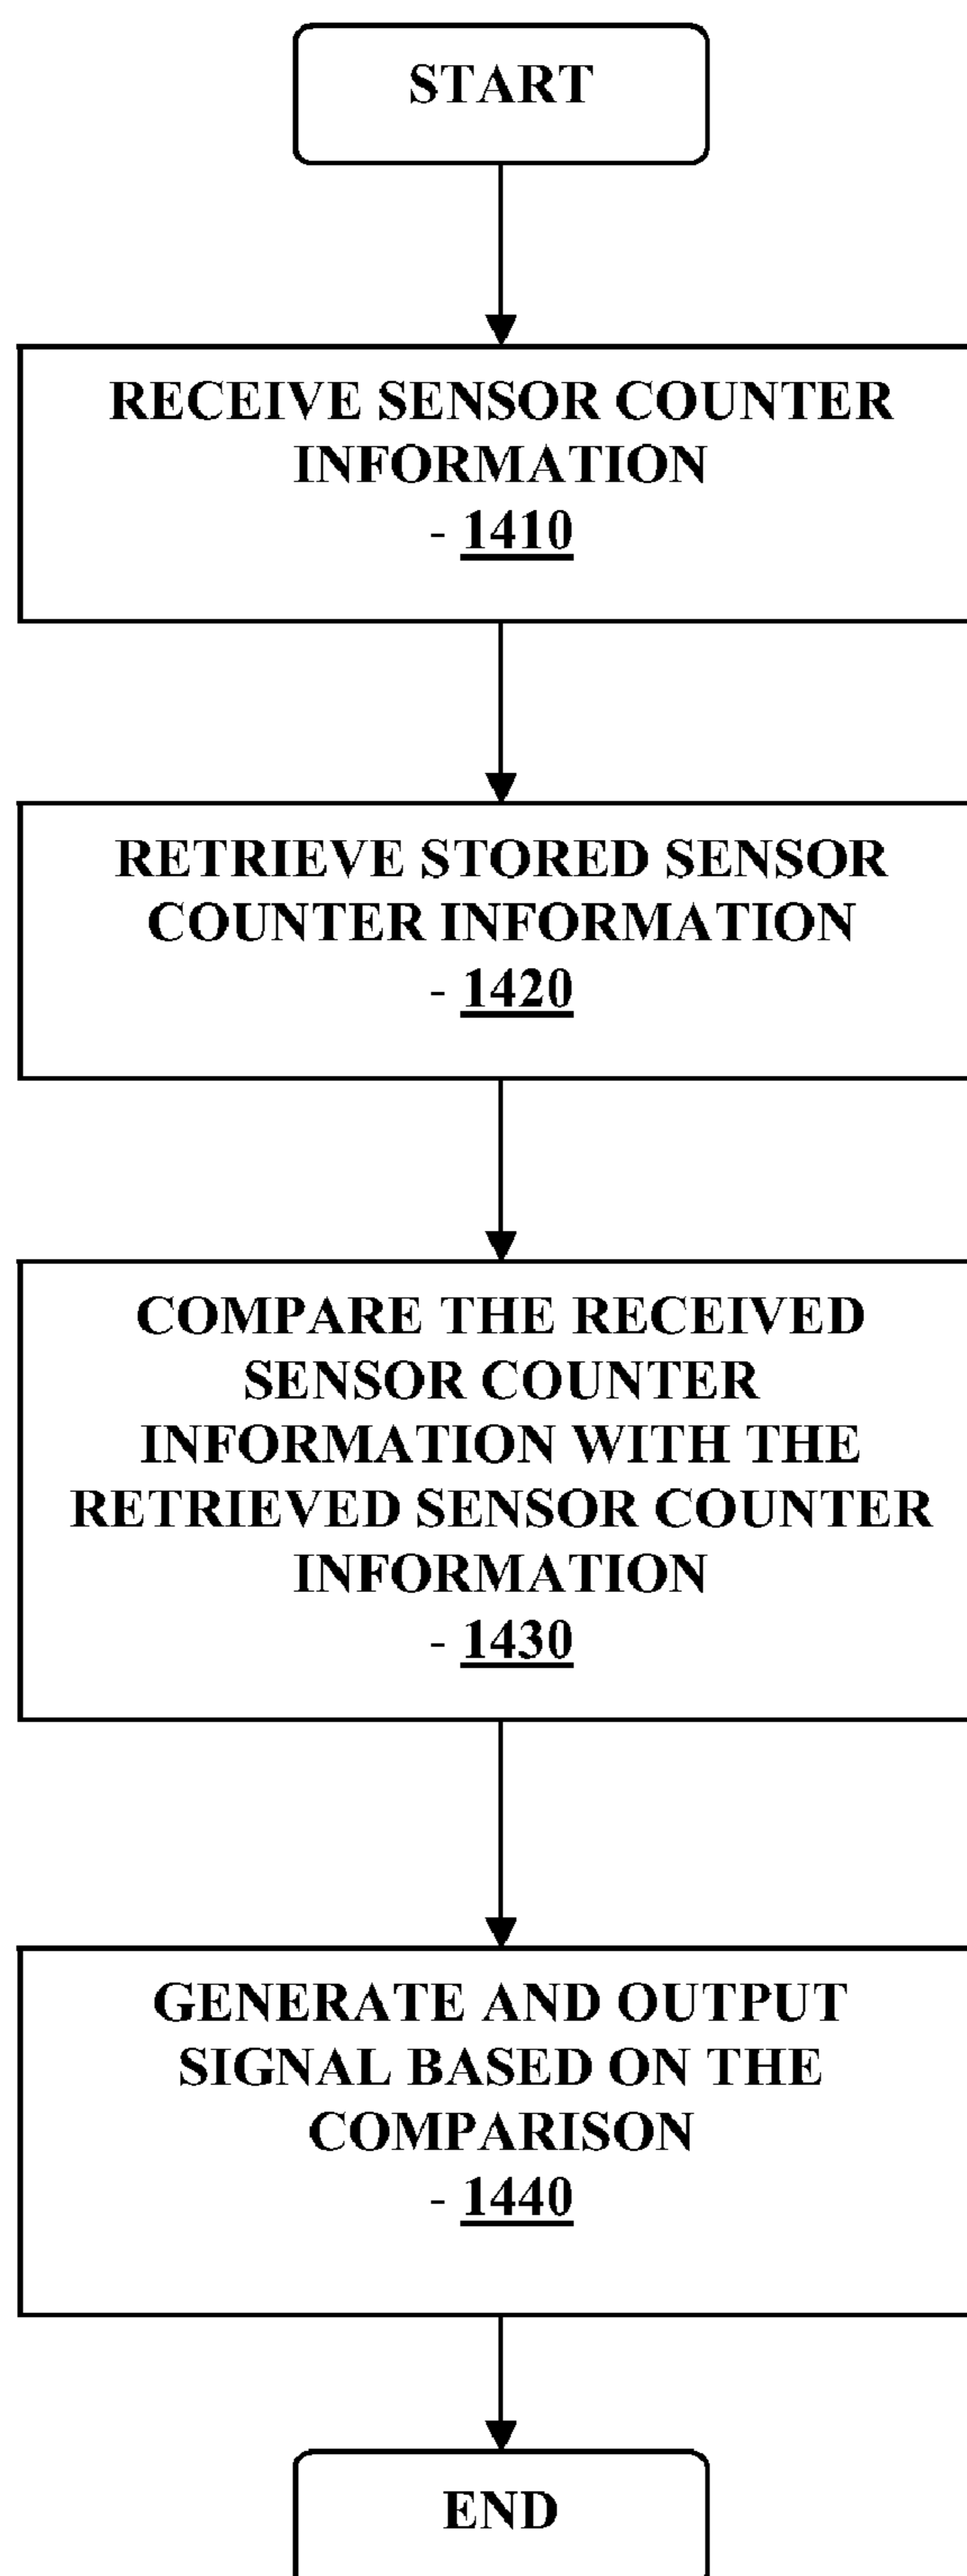 START
RECEIVE SENSOR COUNTER
INFORMATION
- 1410
RETRIEVE STORED SENSOR
COUNTER INFORMATION
- 1420
COMPARE THE RECEIVED
SENSOR COUNTER
INFORMATION WITH THE
RETRIEVED SENSOR COUNTER
INFORMATION
- 1430
GENERATE AND OUTPUT
SIGNAL BASED ON THE
COMPARISON
- 1440
END